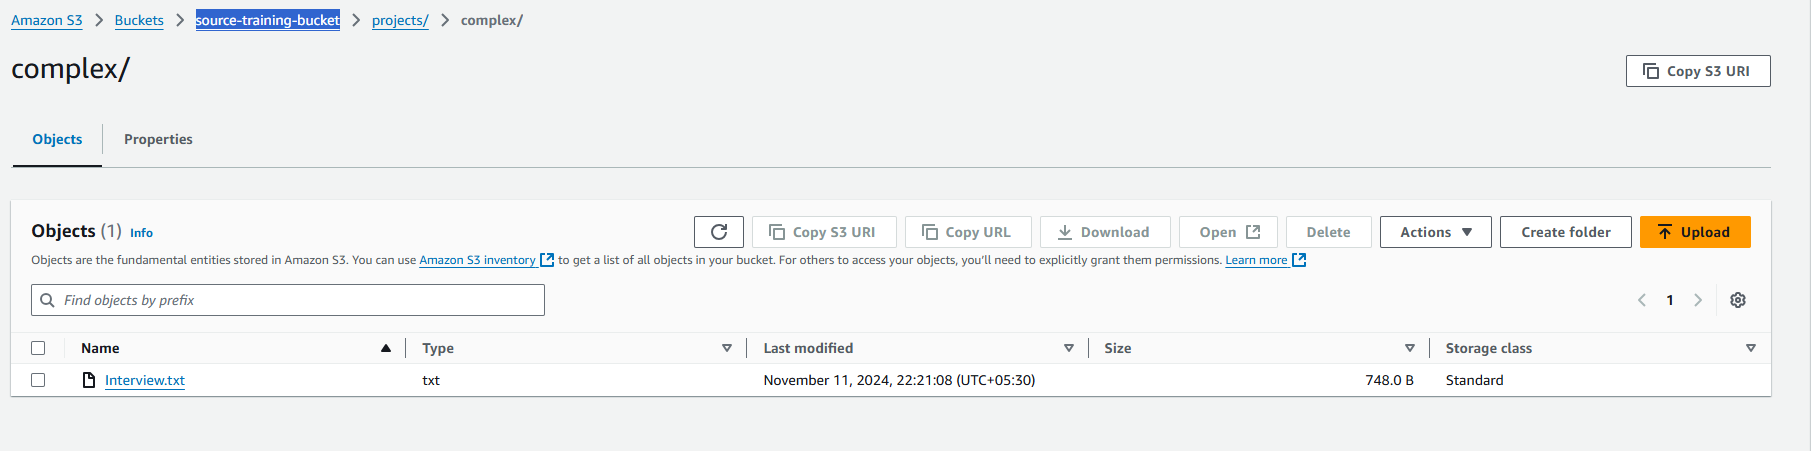 Amazon S3 > Buckets > source-training-bucket > projects/ > complex/
complex/
Copy S3 URI
Objects Properties
Objects (1) Info
Copy S3 URI Copy URL Download Open Delete Actions Create folder Upload
Objects are the fundamental entities stored in Amazon S3. You can use Amazon S3 inventory to get a list of all objects in your bucket. For others to access your objects, you'll need to explicitly grant them permissions. Learn more
Find objects by prefix
1
Name Type Last modified Size Storage class
Interview.txt txt November 11, 2024, 22:21:08 (UTC+05:30) 748.0 B Standard